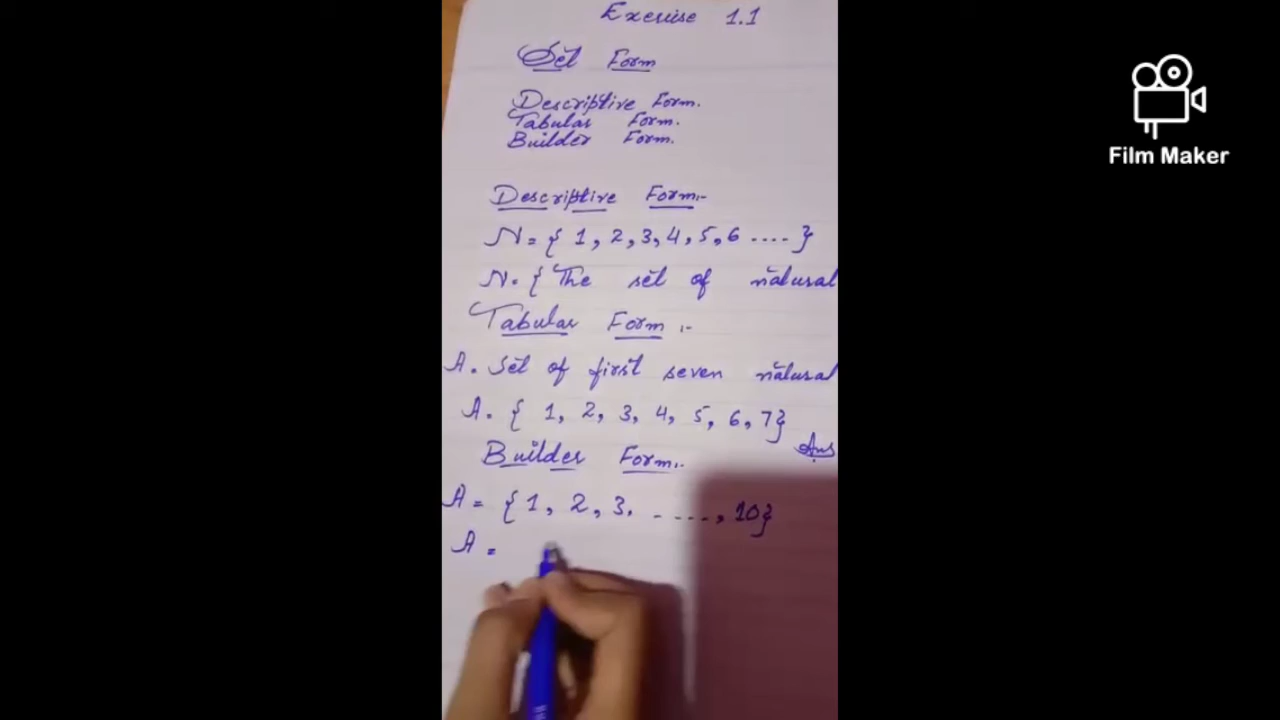 Exercise 1.1
Set Form
Descriptive Form.
Tabular Form.
Builder Form.
Descriptive Form:-
N = { 1, 2, 3, 4, 5, 6 .... }
N = { The set of natural
Tabular Form :-
A = Set of first seven natural
A = { 1, 2, 3, 4, 5, 6, 7}
Ans
Builder Form:-
A = { 1, 2, 3. ....., 10}
A =
Film Maker